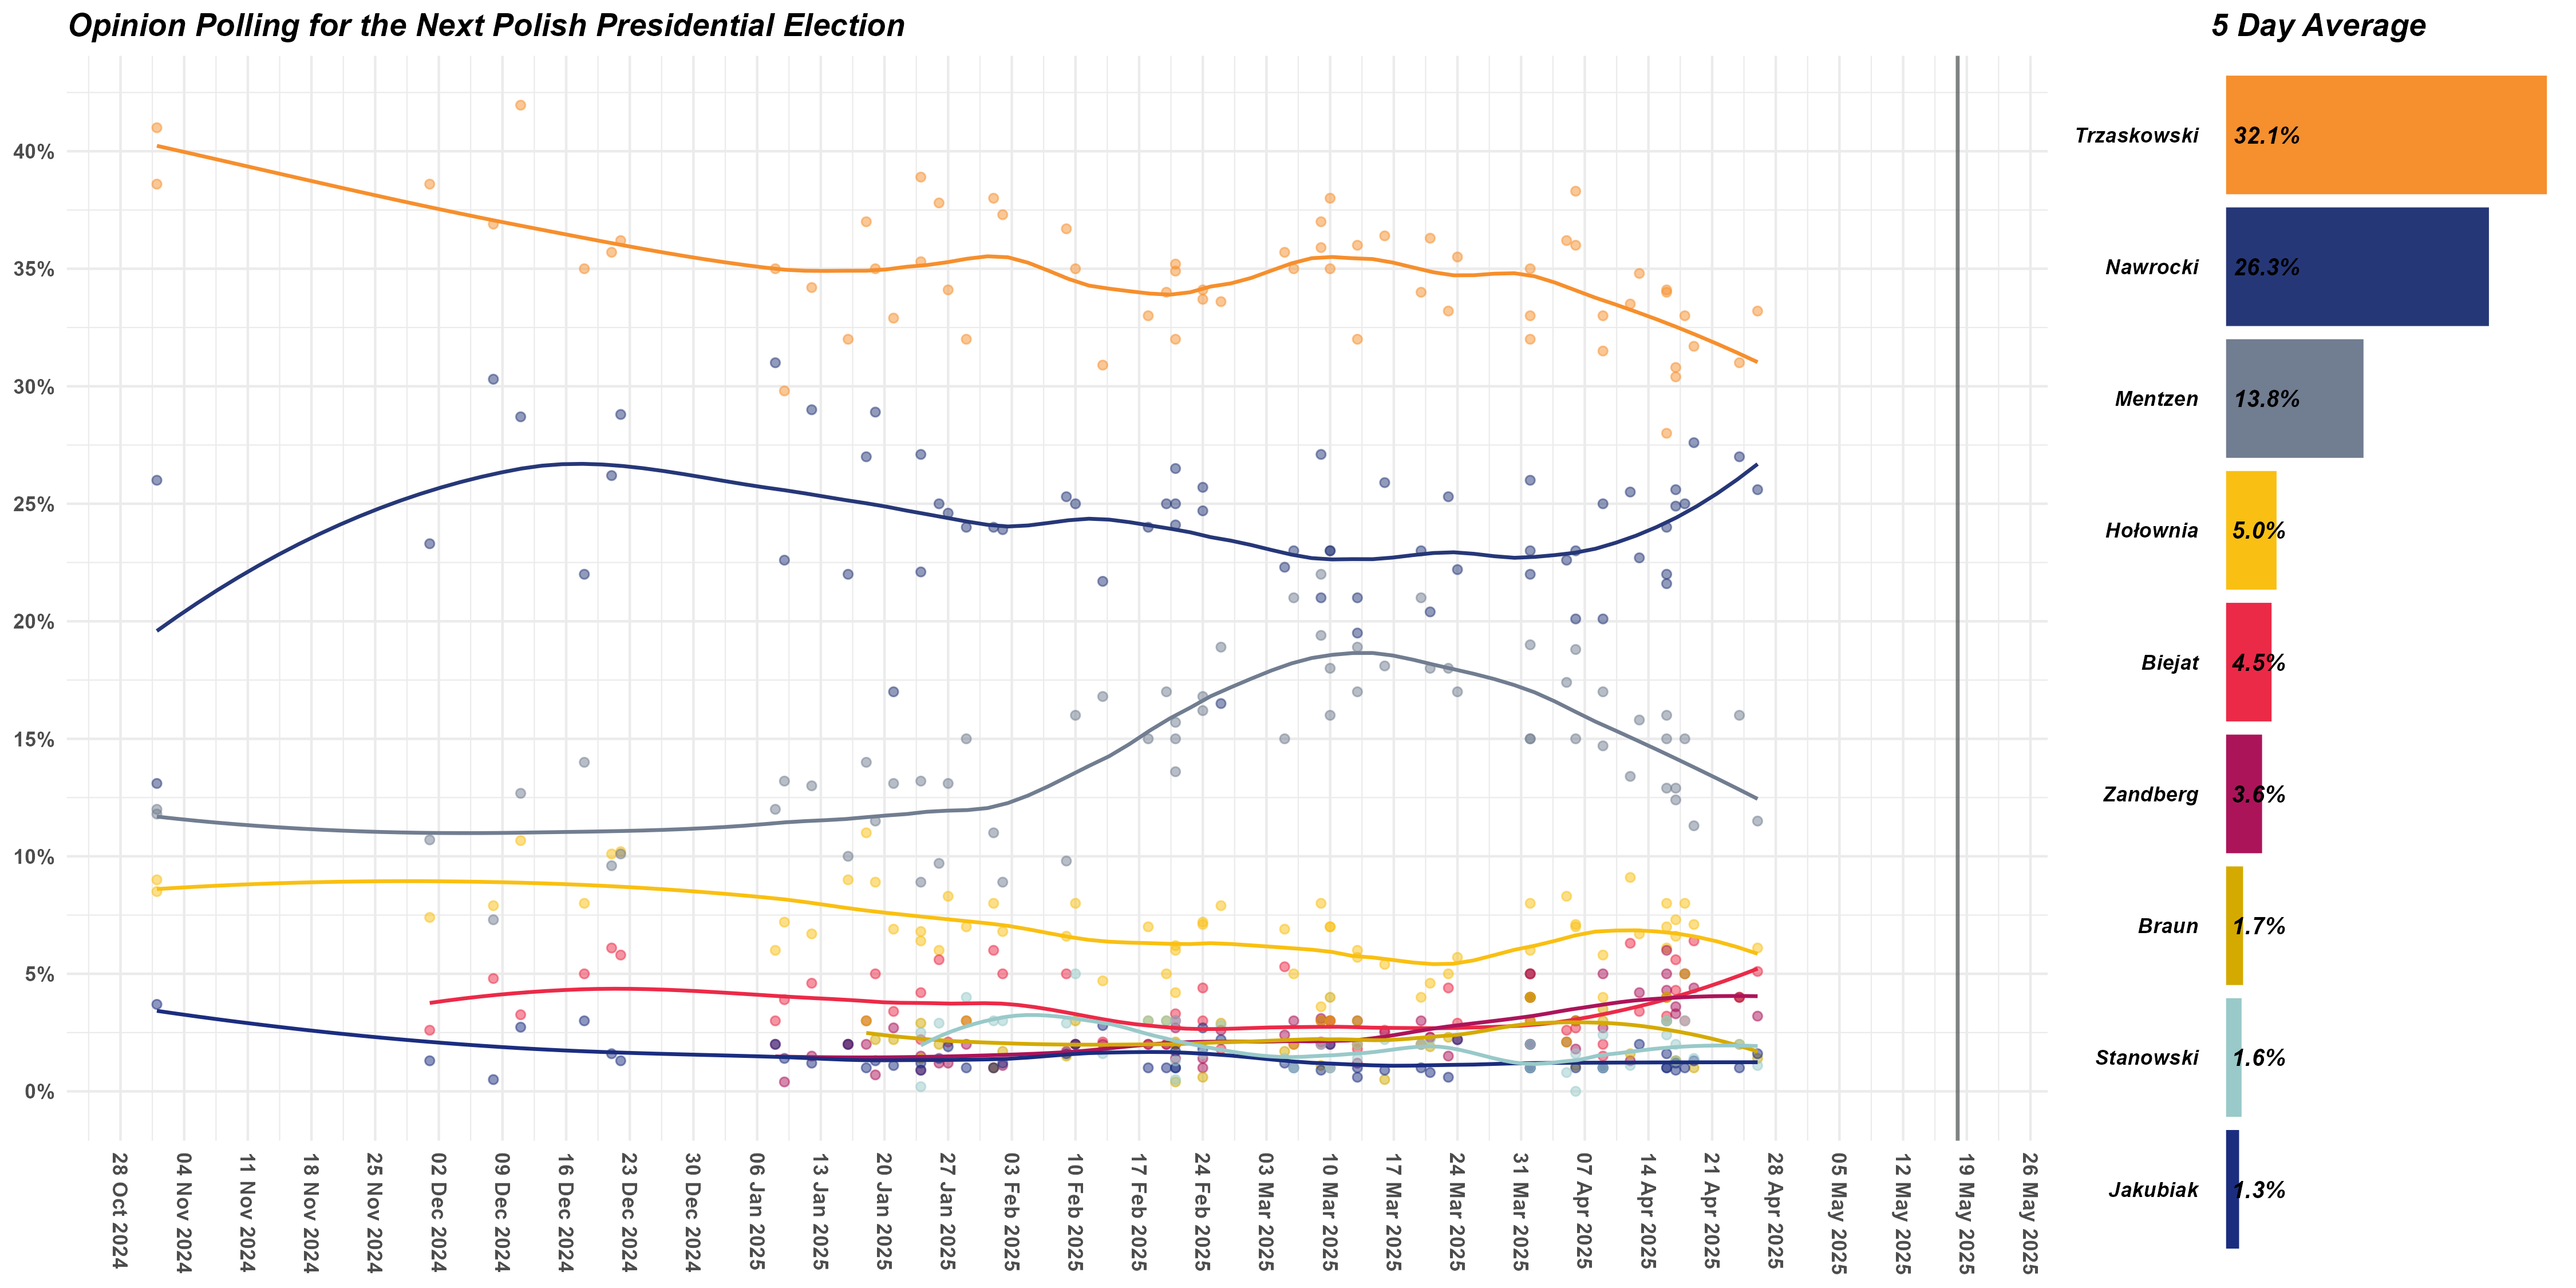 Opinion Polling for the Next Polish Presidential Election
5 Day Average
40%
35%
30%
25%
20%
15%
10%
5%
0%
28 Oct 2024
04 Nov 2024
11 Nov 2024
18 Nov 2024
25 Nov 2024
02 Dec 2024
09 Dec 2024
16 Dec 2024
23 Dec 2024
30 Dec 2024
06 Jan 2025
13 Jan 2025
20 Jan 2025
27 Jan 2025
03 Feb 2025
10 Feb 2025
17 Feb 2025
24 Feb 2025
03 Mar 2025
10 Mar 2025
17 Mar 2025
24 Mar 2025
31 Mar 2025
07 Apr 2025
14 Apr 2025
21 Apr 2025
28 Apr 2025
05 May 2025
12 May 2025
19 May 2025
26 May 2025
Trzaskowski 32.1%
Nawrocki 26.3%
Mentzen 13.8%
Hołownia 5.0%
Biejat 4.5%
Zandberg 3.6%
Braun 1.7%
Stanowski 1.6%
Jakubiak 1.3%